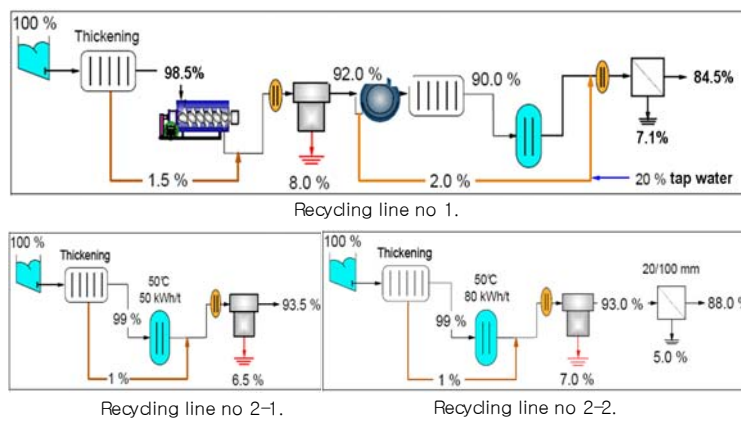 100 %
Thickening
98.5%
92.0 %
90.0 %
84.5%
7.1%
1.5 %
8.0 %
2.0 %
20 % tap water
Recycling line no 1.
100 %
Thickening
50℃
50 kWh/t
99 %
93.5 %
1 %
6.5 %
Recycling line no 2-1.
100 %
Thickening
50℃
80 kWh/t
20/100 mm
99 %
93.0 %
88.0%
5.0 %
1 %
7.0 %
Recycling line no 2-2.